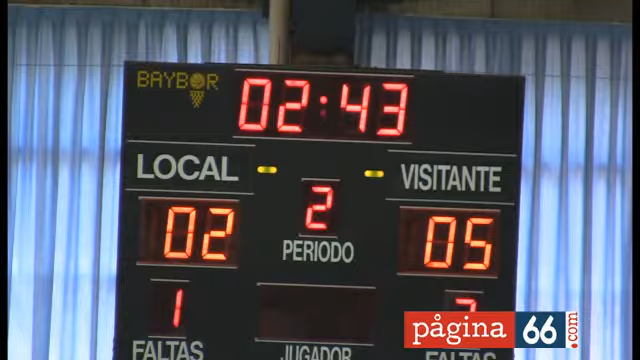 BAYBOR
02:43
LOCAL
VISITANTE
2
02
05
PERIODO
1
FALTAS
JUGADOR
FALTAS
página 66 .com